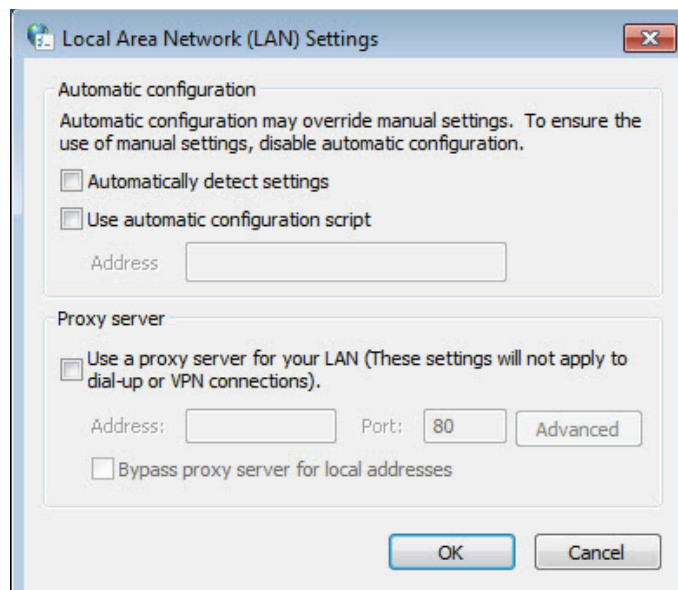 Local Area Network (LAN) Settings
Automatic configuration
Automatic configuration may override manual settings. To ensure the
use of manual settings, disable automatic configuration.
Automatically detect settings
Use automatic configuration script
Address
Proxy server
Use a proxy server for your LAN (These settings will not apply to
dial-up or VPN connections).
Address: Port: 80 Advanced
Bypass proxy server for local addresses
OK Cancel